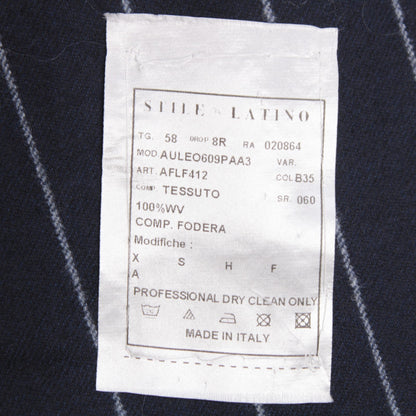 STILE LATINO
TG. 58 DROP 8R RA 020864
MOD. AULEO609PAA3 VAR.
ART. AFLF412 COL B35
COMP. TESSUTO SR. 060
100%WV
COMP. FODERA
Modifiche :
X S H F
A
PROFESSIONAL DRY CLEAN ONLY
MADE IN ITALY